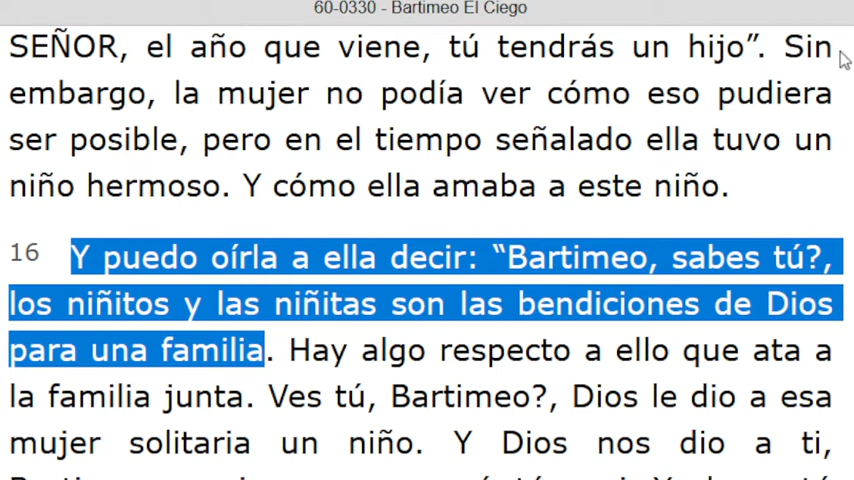 60-0330 - Bartimeo El Ciego
SEÑOR, el año que viene, tú tendrás un hijo”. Sin
embargo, la mujer no podía ver cómo eso pudiera
ser posible, pero en el tiempo señalado ella tuvo un
niño hermoso. Y cómo ella amaba a este niño.
16 Y puedo oírla a ella decir: “Bartimeo, sabes tú?,
los niñitos y las niñitas son las bendiciones de Dios
para una familia. Hay algo respecto a ello que ata a
la familia junta. Ves tú, Bartimeo?, Dios le dio a esa
mujer solitaria un niño. Y Dios nos dio a ti,